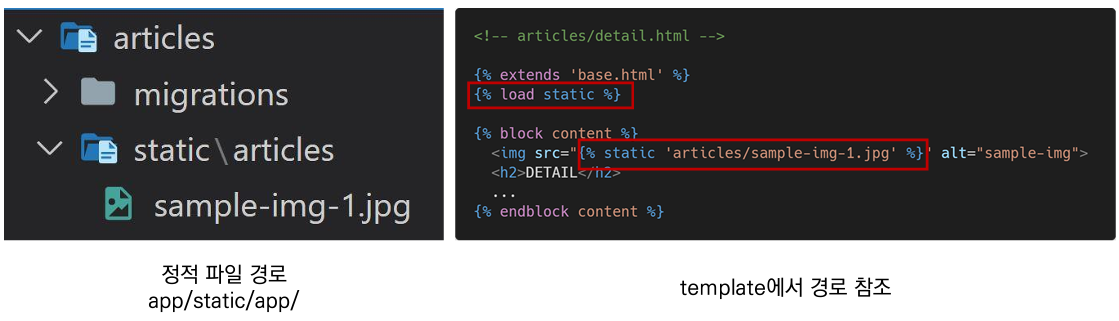 articles
migrations
static\articles
sample-img-1.jpg
정적 파일 경로
app/static/app/
<!-- articles/detail.html -->
{% extends 'base.html' %}
{% load static %}
{% block content %}
<img src="{% static 'articles/sample-img-1.jpg' %}" alt="sample-img">
<h2>DETAIL</h2>
...
{% endblock content %}
template에서 경로 참조